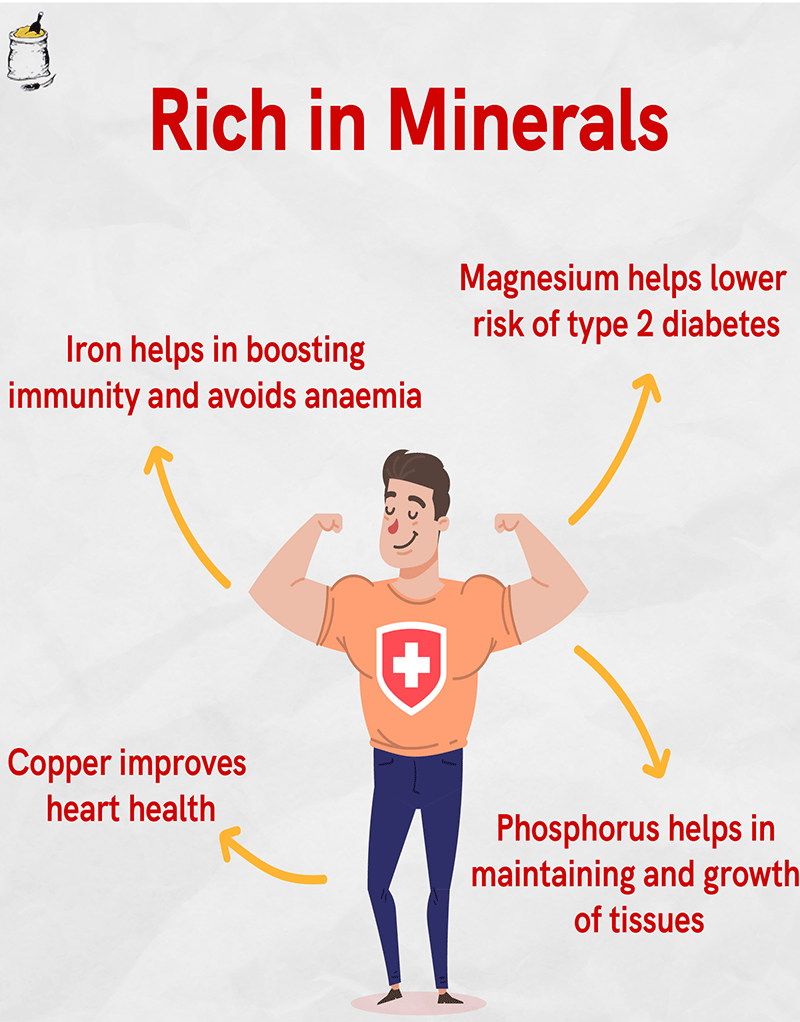 Rich in Minerals
Magnesium helps lower
risk of type 2 diabetes
Iron helps in boosting
immunity and avoids anaemia
Copper improves
heart health
Phosphorus helps in
maintaining and growth
of tissues